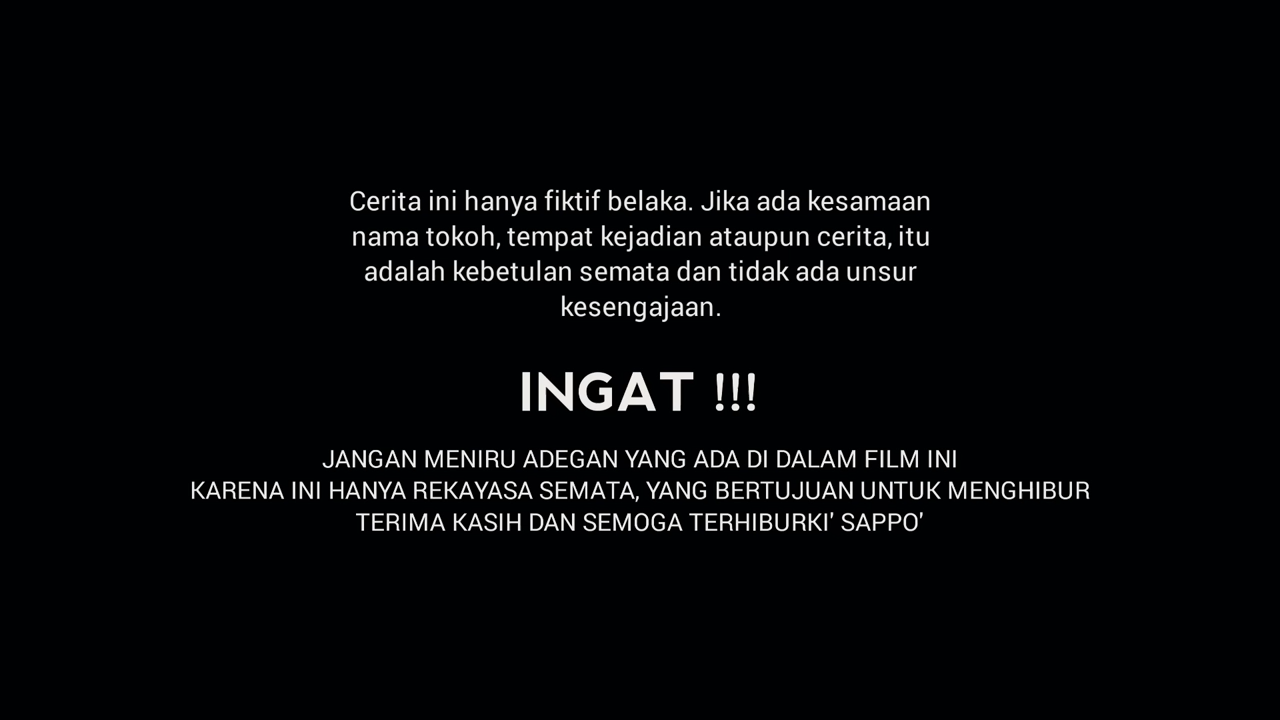 Cerita ini hanya fiktif belaka. Jika ada kesamaan
nama tokoh, tempat kejadian ataupun cerita, itu
adalah kebetulan semata dan tidak ada unsur
kesengajaan.
INGAT !!!
JANGAN MENIRU ADEGAN YANG ADA DI DALAM FILM INI
KARENA INI HANYA REKAYASA SEMATA, YANG BERTUJUAN UNTUK MENGHIBUR
TERIMA KASIH DAN SEMOGA TERHIBURKI' SAPPO'